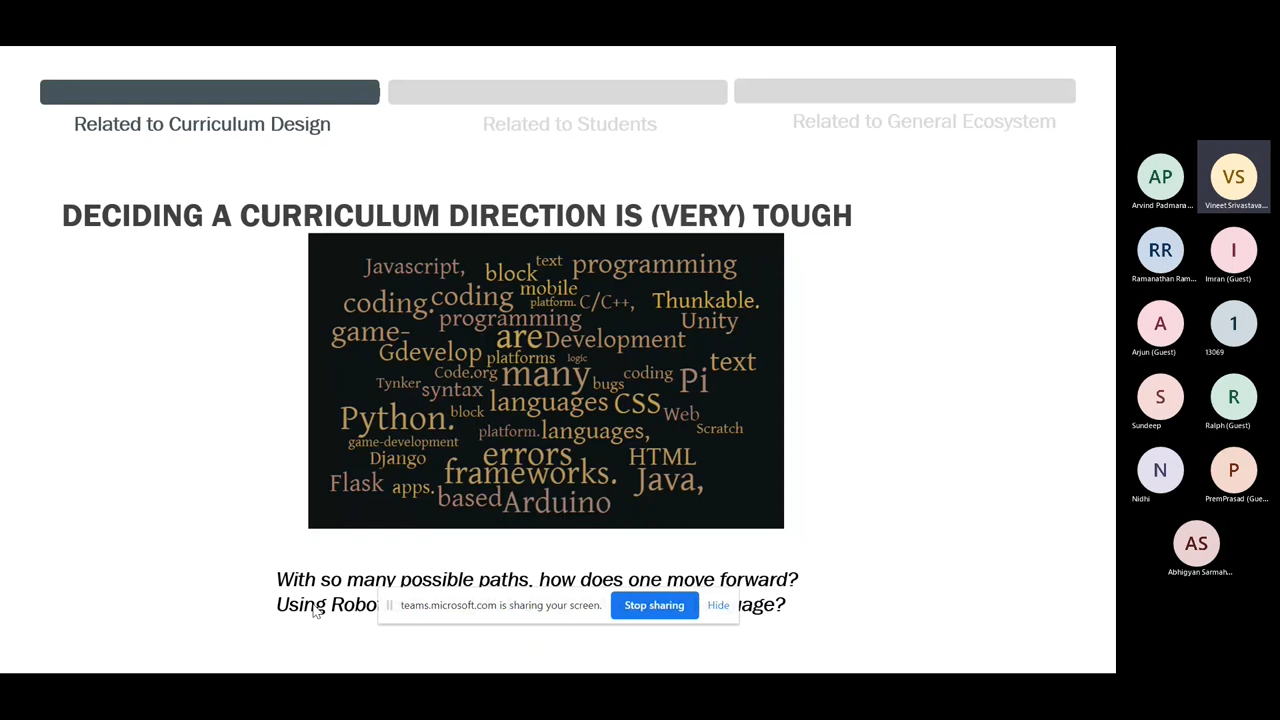 Related to Curriculum Design
Related to Students
Related to General Ecosystem
DECIDING A CURRICULUM DIRECTION IS (VERY) TOUGH
Javascript, block text programming
coding. coding mobile platform. C/C++, Thunkable.
game- programming are Development Unity
Gdevelop platforms logic text
Tynker Code.org syntax many bugs coding Pi
Python. block languages CSS Web
game-development platform. languages, Scratch
Django errors HTML
Flask apps. frameworks. Java,
based Arduino
With so many possible paths, how does one move forward?
Using
teams.microsoft.com is sharing your screen. Stop sharing Hide
AP VS
Arvind Padmana... Vineet Srivastava...
RR I
Ramanathan Ram... Imran (Guest)
A 1
Arjun (Guest) 13069
S R
Sundeep Ralph (Guest)
N P
Nidhi PremPrasad (Gue...
AS
Abhigyan Sarmah...